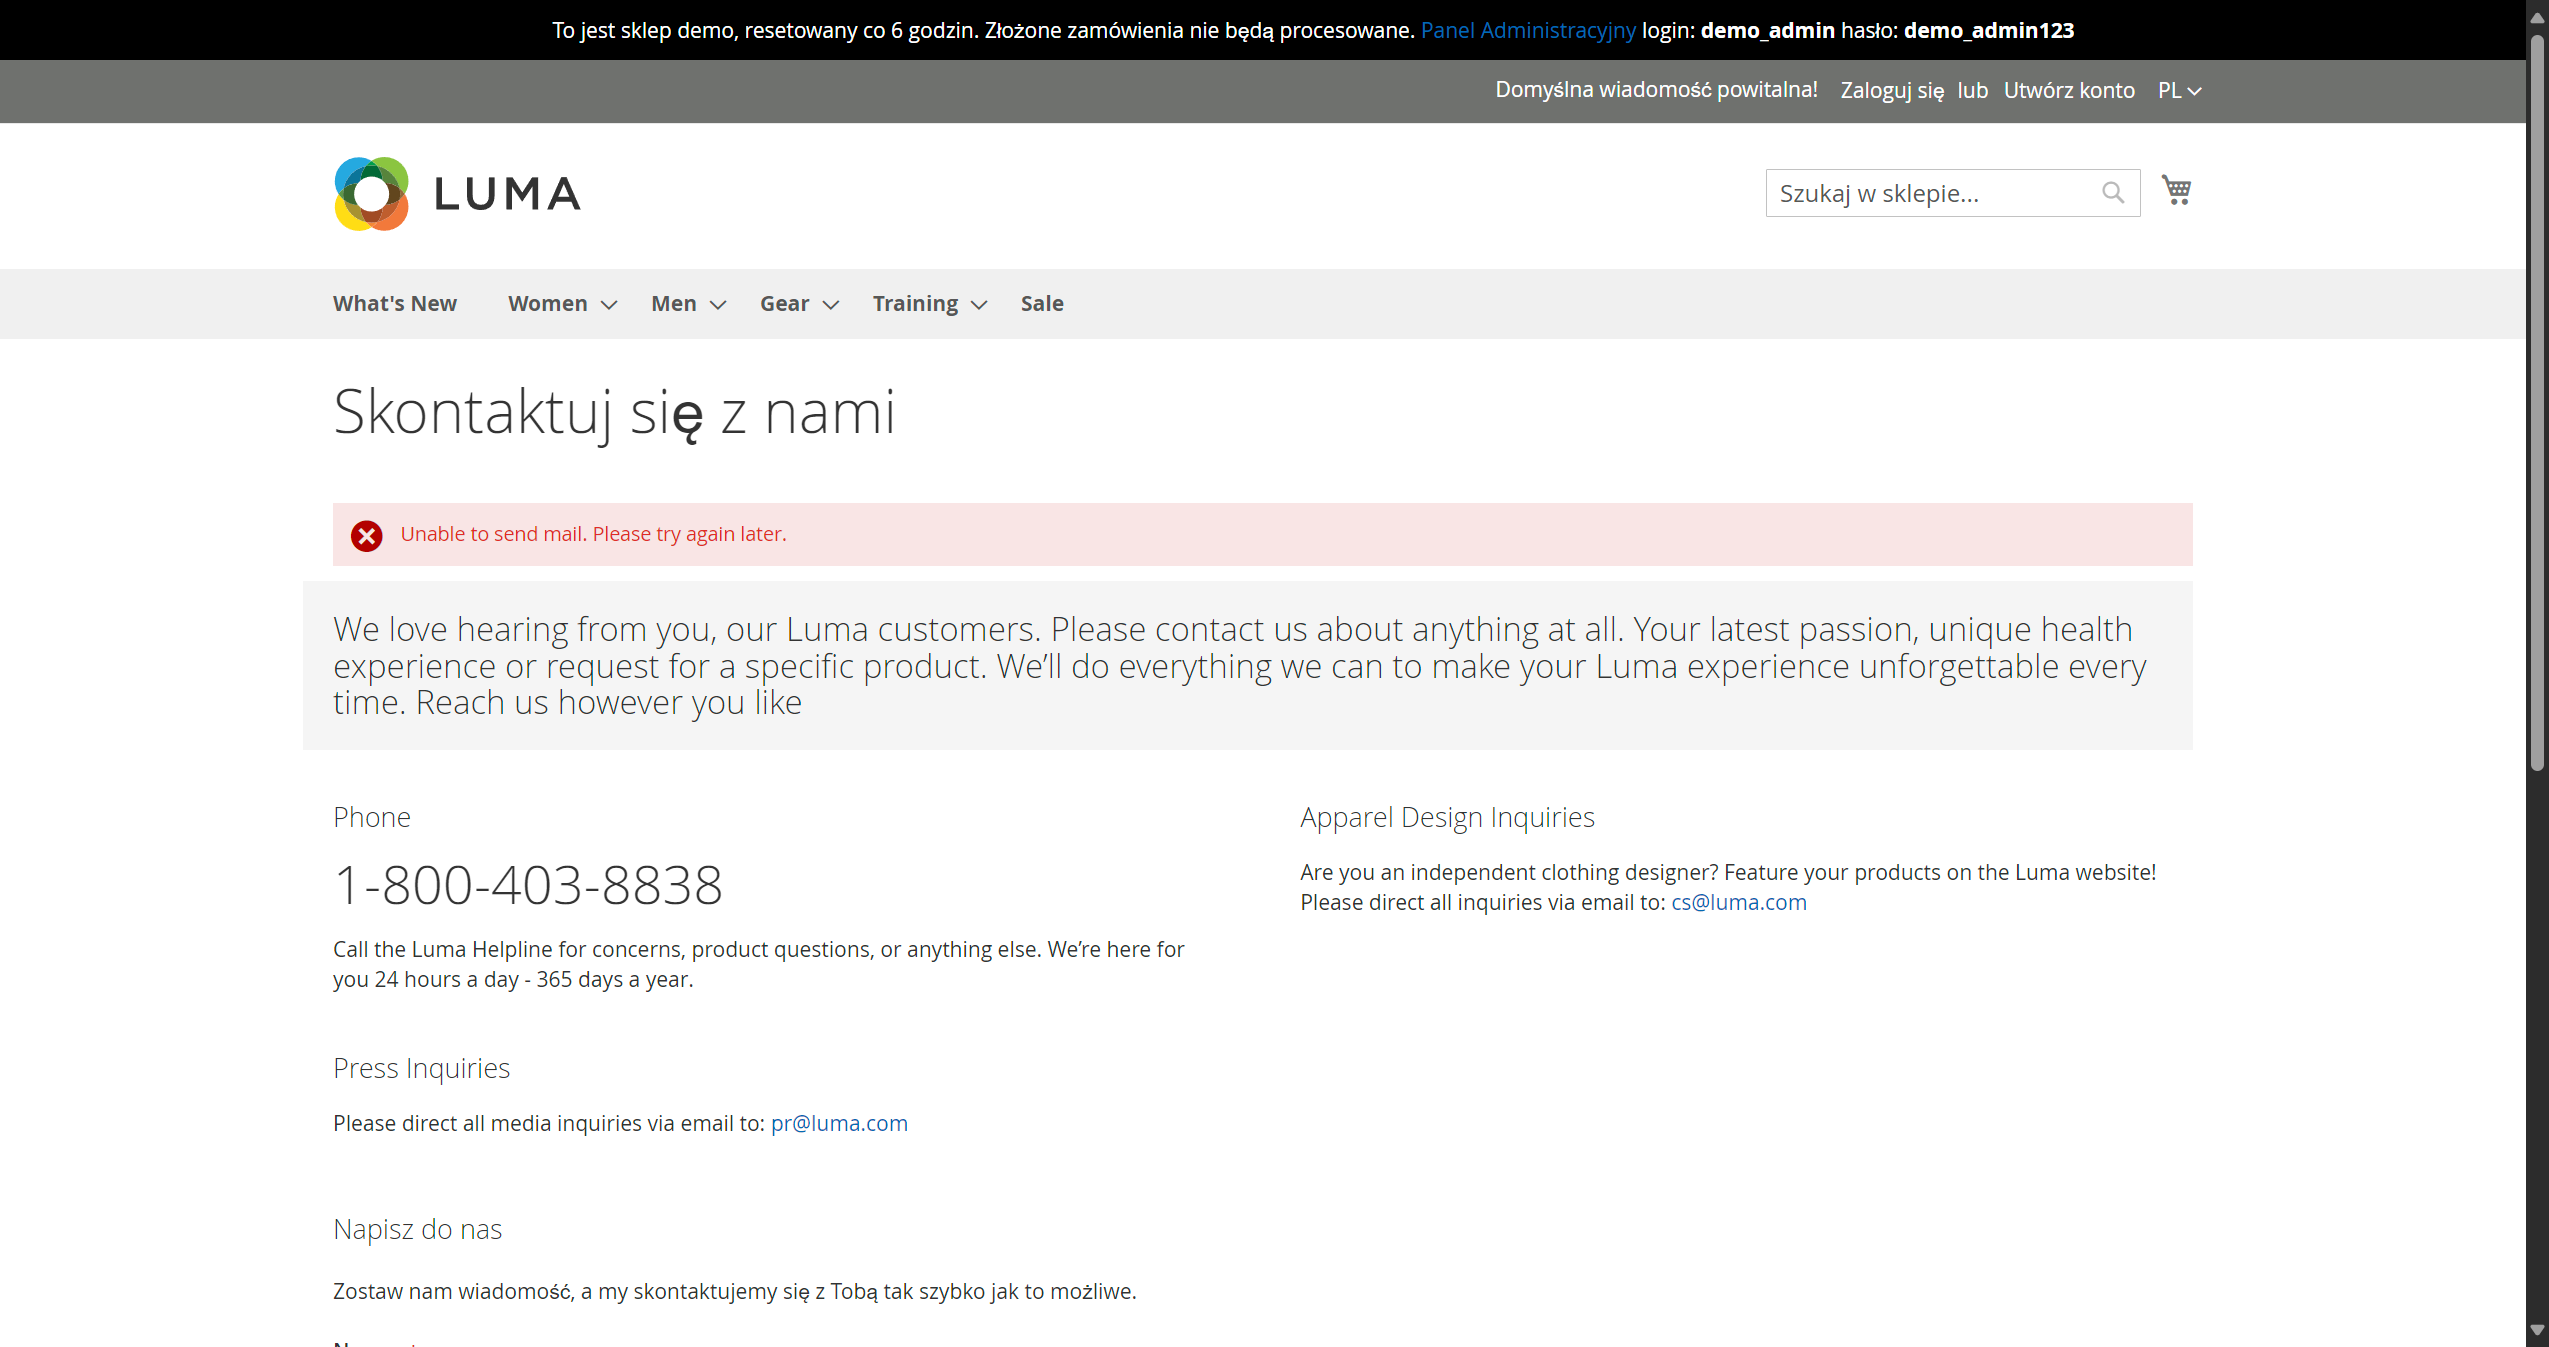 To jest sklep demo, resetowany co 6 godzin. Złożone zamówienia nie będą procesowane. Panel Administracyjny login: demo_admin hasło: demo_admin123
Domyślna wiadomość powitalna! Zaloguj się lub Utwórz konto PL
LUMA
Szukaj w sklepie...
What's New Women Men Gear Training Sale
Skontaktuj się z nami
Unable to send mail. Please try again later.
We love hearing from you, our Luma customers. Please contact us about anything at all. Your latest passion, unique health
experience or request for a specific product. We’ll do everything we can to make your Luma experience unforgettable every
time. Reach us however you like
Phone
1-800-403-8838
Call the Luma Helpline for concerns, product questions, or anything else. We’re here for
you 24 hours a day - 365 days a year.
Apparel Design Inquiries
Are you an independent clothing designer? Feature your products on the Luma website!
Please direct all inquiries via email to: cs@luma.com
Press Inquiries
Please direct all media inquiries via email to: pr@luma.com
Napisz do nas
Zostaw nam wiadomość, a my skontaktujemy się z Tobą tak szybko jak to możliwe.